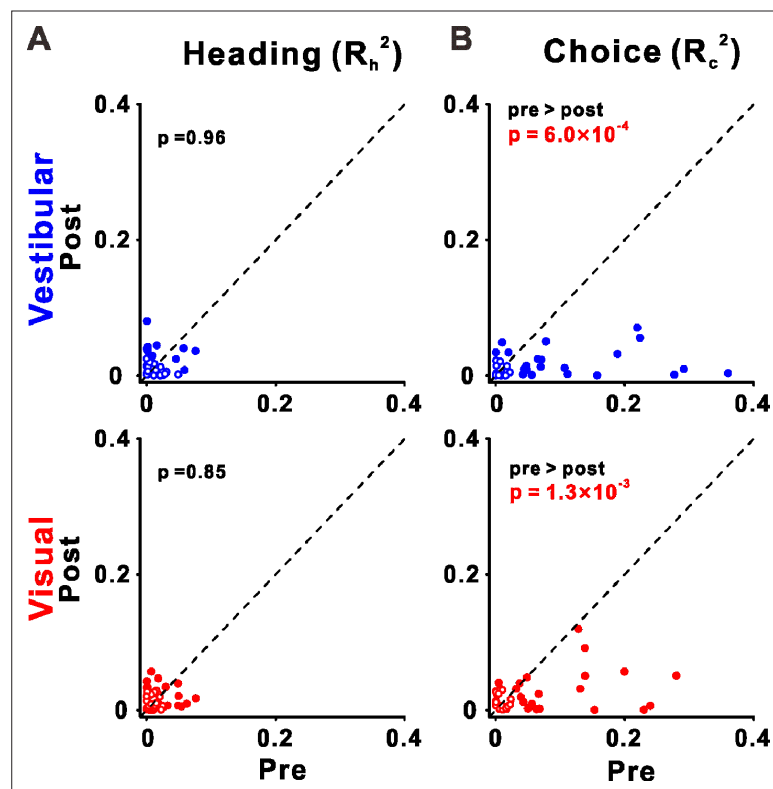 A
Heading (Rₕ²)
B
Choice (R꜀²)
Vestibular
Post
0.4
0.2
0
p=0.96
0
0.2
0.4
0.4
0.2
0
pre > post
p = 6.0×10⁻⁴
0
0.2
0.4
Visual
Post
0.4
0.2
0
p=0.85
0
0.2
0.4
Pre
0.4
0.2
0
pre > post
p = 1.3×10⁻³
0
0.2
0.4
Pre